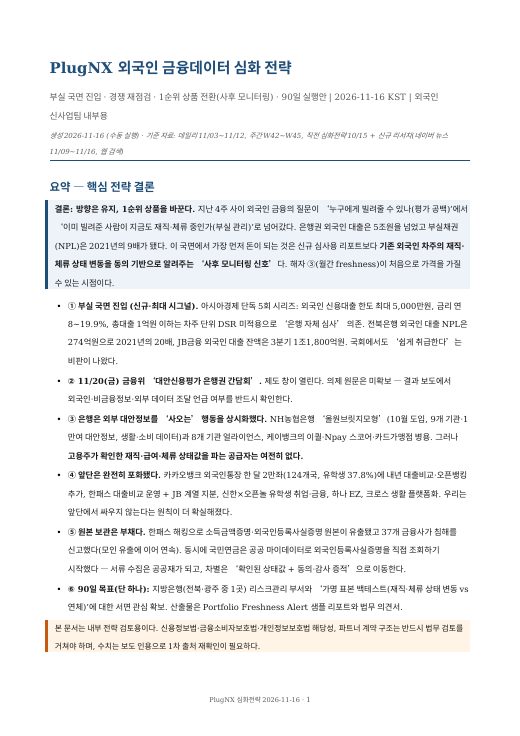 PlugNX 외국인 금융데이터 심화 전략
부실 국면 진입 · 경쟁 재점검 · 1순위 상품 전환(사후 모니터링) · 90일 실행안 | 2026-11-16 KST | 외국인
신사업팀 내부용
생성 2026-11-16 (수동 실행) · 기준 자료: 데일리 11/03~11/12, 주간 W42~W45, 직전 심화전략 10/15 + 신규 리서치(네이버 뉴스
11/09~11/16, 웹 검색)
요약 — 핵심 전략 결론
결론: 방향은 유지, 1순위 상품을 바꾼다. 지난 4주 사이 외국인 금융의 질문이 ‘누구에게 빌려줄 수 있나(평가 공백)’에서
‘이미 빌려준 사람이 지금도 재직·체류 중인가(부실 관리)’로 넘어갔다. 은행권 외국인 대출은 5조원을 넘었고 부실채권
(NPL)은 2021년의 9배가 됐다. 이 국면에서 가장 먼저 돈이 되는 것은 신규 심사용 리포트보다 기존 외국인 차주의 재직·
체류 상태 변동을 동의 기반으로 알려주는 ‘사후 모니터링 신호’다. 해자 ③(월간 freshness)이 처음으로 가격을 가질
수 있는 시점이다.
• ① 부실 국면 진입 (신규·최대 시그널). 아시아경제 단독 5회 시리즈: 외국인 신용대출 한도 최대 5,000만원, 금리 연
8~19.9%, 총대출 1억원 이하는 차주 단위 DSR 미적용으로 ‘은행 자체 심사’ 의존. 전북은행 외국인 대출 NPL은
274억원으로 2021년의 20배, JB금융 외국인 대출 잔액은 3분기 1조1,800억원. 국회에서도 ‘쉽게 취급한다’는
비판이 나왔다.
• ② 11/20(금) 금융위 ‘대안신용평가 은행권 간담회’. 제도 창이 열린다. 의제 원문은 미확보 — 결과 보도에서
외국인·비금융정보·외부 데이터 조달 언급 여부를 반드시 확인한다.
• ③ 은행은 외부 대안정보를 ‘사오는’ 행동을 상시화했다. NH농협은행 ‘올원브릿지모형’(10월 도입, 9개 기관·1
만여 대안정보, 생활·소비 데이터)과 8개 기관 얼라이언스, 케이뱅크의 이퀄·Npay 스코어·카드가맹점 병용. 그러나
고용주가 확인한 재직·급여·체류 상태값을 파는 공급자는 여전히 없다.
• ④ 앞단은 완전히 포화됐다. 카카오뱅크 외국인통장 한 달 2만좌(124개국, 유학생 37.8%)에 내년 대출비교·오픈뱅킹
추가, 한패스 대출비교 운영 + JB 계열 지분, 신한×오픈놀 유학생 취업·금융, 하나 EZ, 크로스 생활 플랫폼화. 우리는
앞단에서 싸우지 않는다는 원칙이 더 확실해졌다.
• ⑤ 원본 보관은 부채다. 한패스 해킹으로 소득금액증명·외국인등록사실증명 원본이 유출됐고 37개 금융사가 침해를
신고했다(모인 유출에 이어 연속). 동시에 국민연금은 공공 마이데이터로 외국인등록사실증명을 직접 조회하기
시작했다 — 서류 수집은 공공재가 되고, 차별은 ‘확인된 상태값 + 동의·감사 증적’으로 이동한다.
• ⑥ 90일 목표(단 하나): 지방은행(전북·광주 중 1곳) 리스크관리 부서와 ‘가명 표본 백테스트(재직·체류 상태 변동 vs
연체)’에 대한 서면 관심 확보. 산출물은 Portfolio Freshness Alert 샘플 리포트와 법무 의견서.
본 문서는 내부 전략 검토용이다. 신용정보법·금융소비자보호법·개인정보보호법 해당성, 파트너 계약 구조는 반드시 법무 검토를
거쳐야 하며, 수치는 보도 인용으로 1차 출처 재확인이 필요하다.
PlugNX 심화전략 2026-11-16 · 1